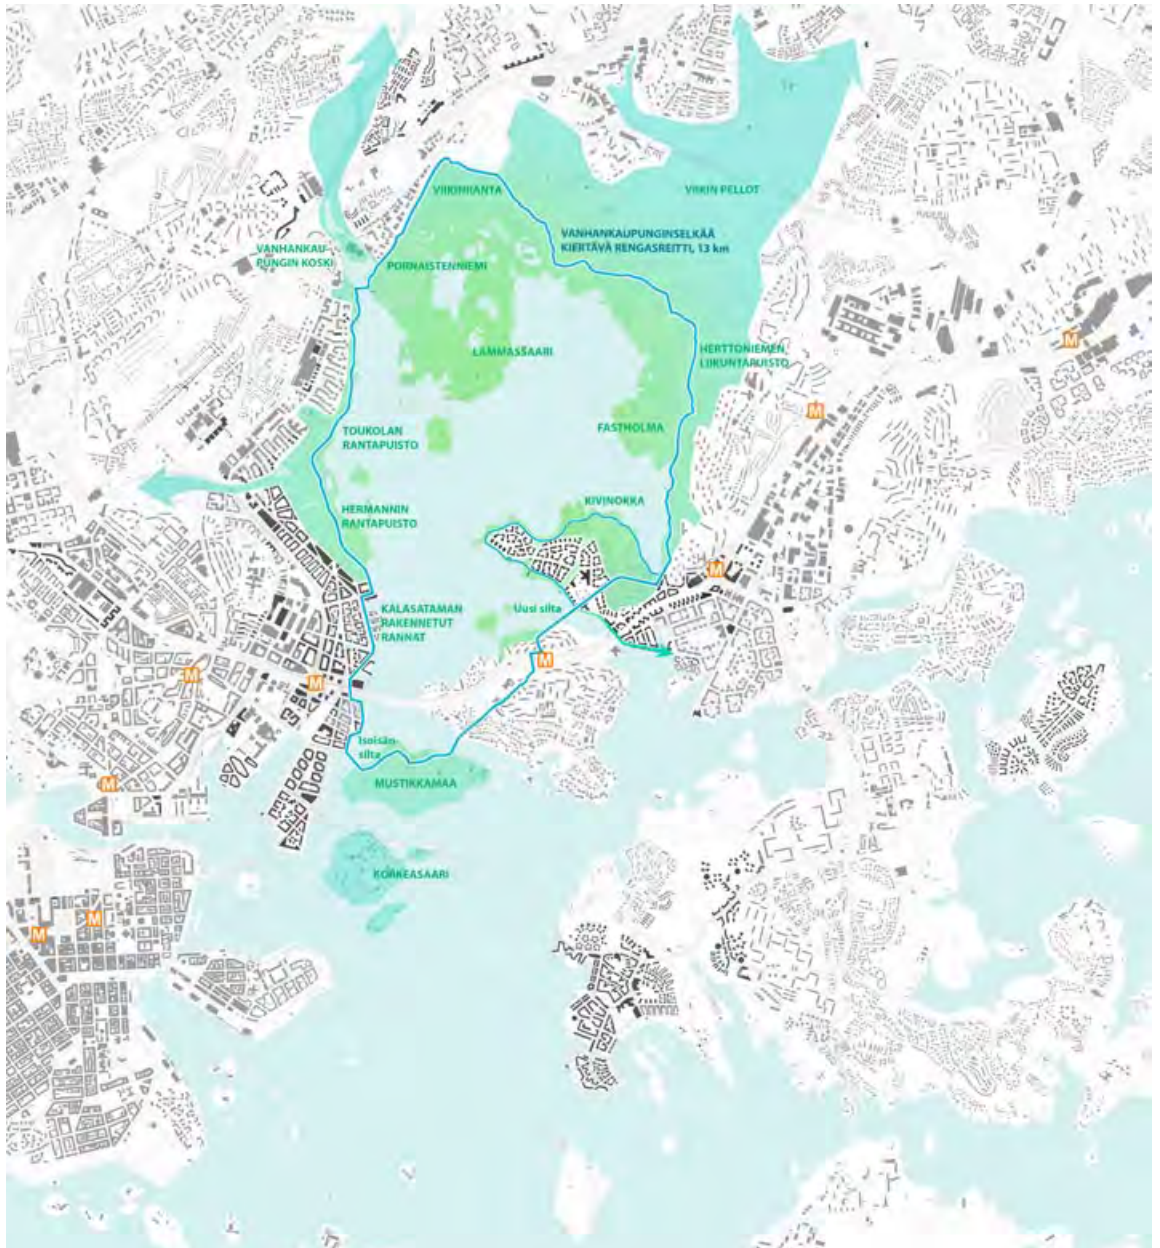 VIIKINRANTA
VIIKIN PELLOT
VANHANKAUPUNGINSELKÄÄ
KIERTÄVÄ RENGASREITTI, 13 km
VANHANKAU-
PUNGIN KOSKI
PORNAISTENNIEMI
LAMMASSAARI
HERTTONIEMEN
LIIKUNTAPUISTO
M
M
TOUKOLAN
RANTAPUISTO
FASTHOLMA
KIVINOKKA
HERMANNIN
RANTAPUISTO
M
KALASATAMAN
RAKENNETUT
RANNAT
Uusi silta
M
M
M
Isoisän-
silta
MUSTIKKAMAA
M
KORKEASAARI
M
M